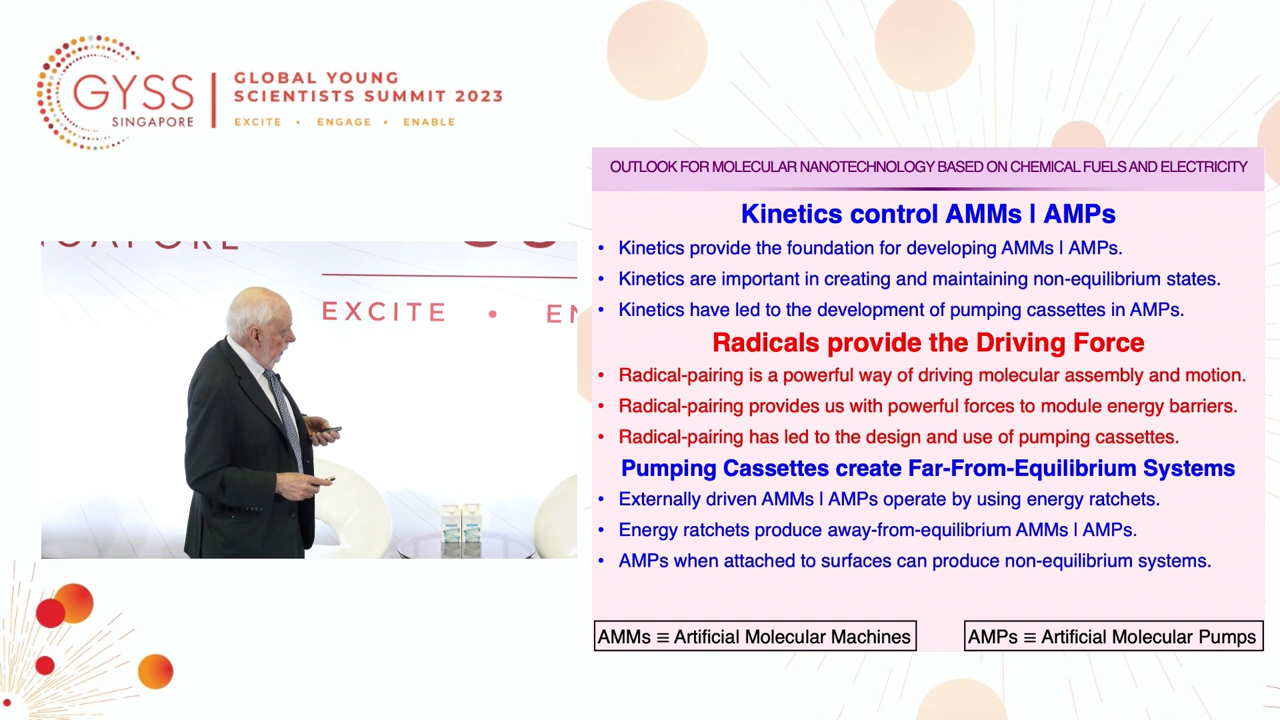 GYSS
SINGAPORE
GLOBAL YOUNG
SCIENTISTS SUMMIT 2023
EXCITE • ENGAGE • ENABLE
EXCITE •
OUTLOOK FOR MOLECULAR NANOTECHNOLOGY BASED ON CHEMICAL FUELS AND ELECTRICITY
Kinetics control AMMs | AMPs
• Kinetics provide the foundation for developing AMMs | AMPs.
• Kinetics are important in creating and maintaining non-equilibrium states.
• Kinetics have led to the development of pumping cassettes in AMPs.
Radicals provide the Driving Force
• Radical-pairing is a powerful way of driving molecular assembly and motion.
• Radical-pairing provides us with powerful forces to module energy barriers.
• Radical-pairing has led to the design and use of pumping cassettes.
Pumping Cassettes create Far-From-Equilibrium Systems
• Externally driven AMMs | AMPs operate by using energy ratchets.
• Energy ratchets produce away-from-equilibrium AMMs | AMPs.
• AMPs when attached to surfaces can produce non-equilibrium systems.
AMMs ≡ Artificial Molecular Machines
AMPs ≡ Artificial Molecular Pumps